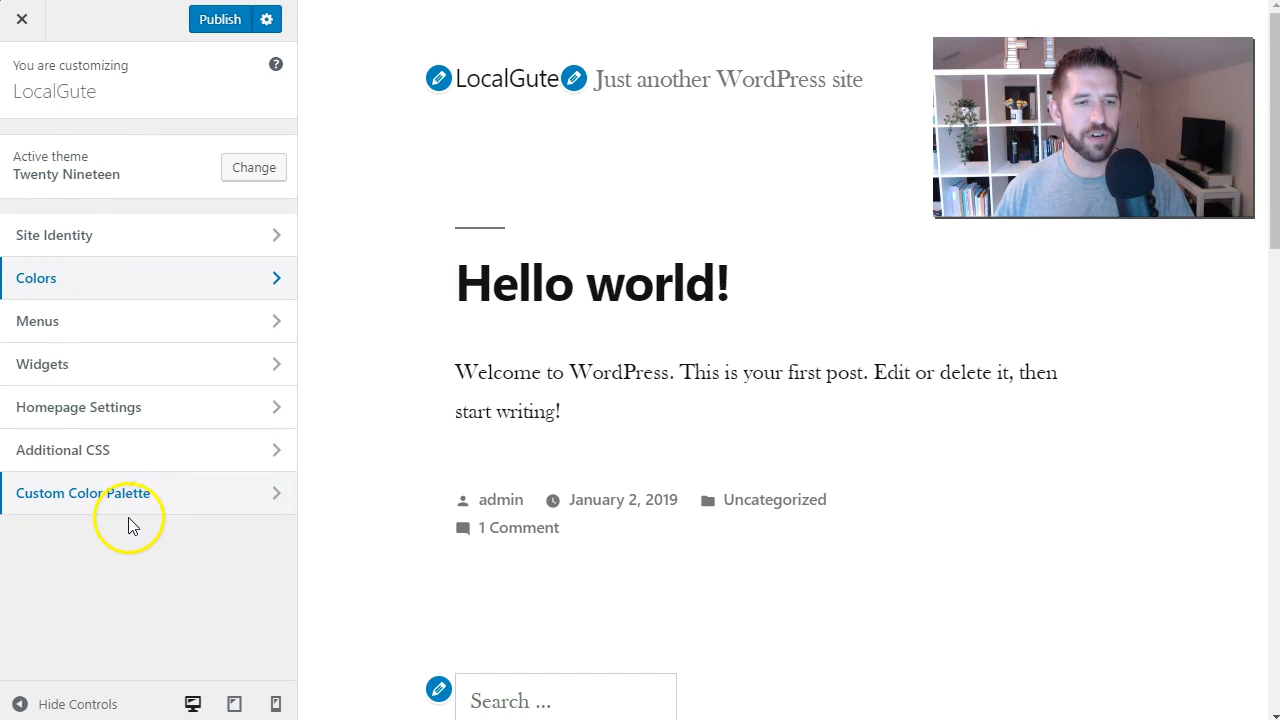 Publish
You are customizing
LocalGute
Active theme
Twenty Nineteen
Change
Site Identity
Colors
Menus
Widgets
Homepage Settings
Additional CSS
Custom Color Palette
Hide Controls
LocalGute Just another WordPress site
Hello world!
Welcome to WordPress. This is your first post. Edit or delete it, then
start writing!
admin January 2, 2019 Uncategorized
1 Comment
Search ...